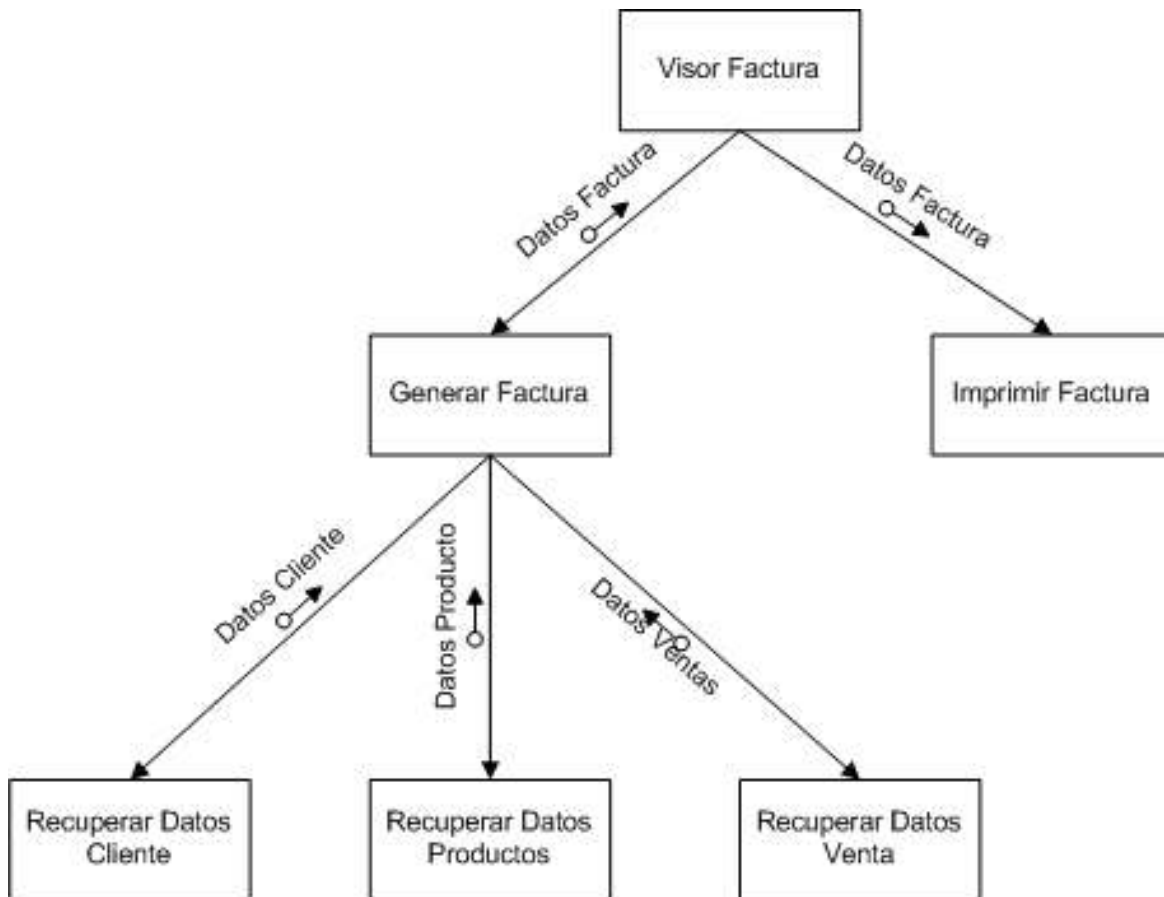 Visor Factura
Datos Factura
Datos Factura
Generar Factura
Imprimir Factura
Datos Cliente
Datos Producto
Datos Ventas
Recuperar Datos
Cliente
Recuperar Datos
Productos
Recuperar Datos
Venta